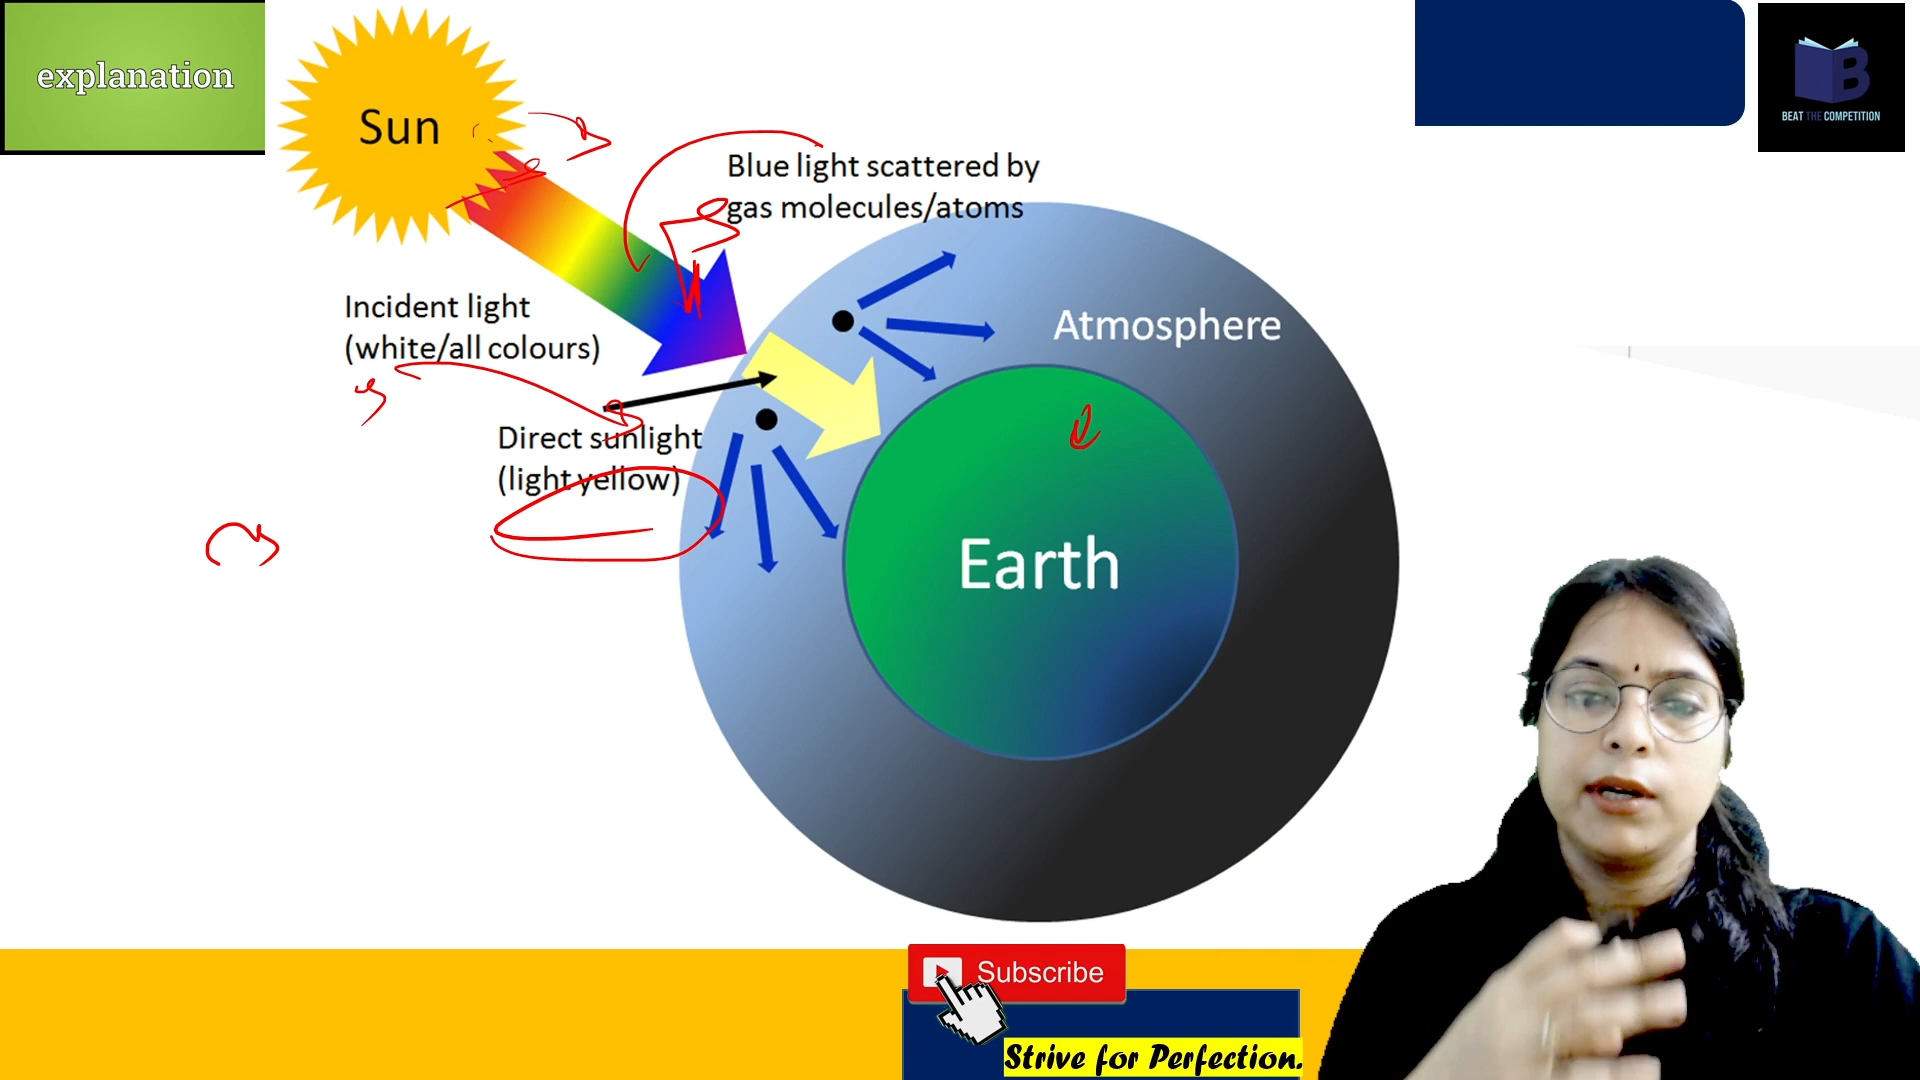 explanation
Sun
BEAT THE COMPETITION
Blue light scattered by
gas molecules/atoms
Incident light
(white/all colours)
Atmosphere
Direct sunlight
(light yellow)
Earth
Subscribe
Strive for Perfection.